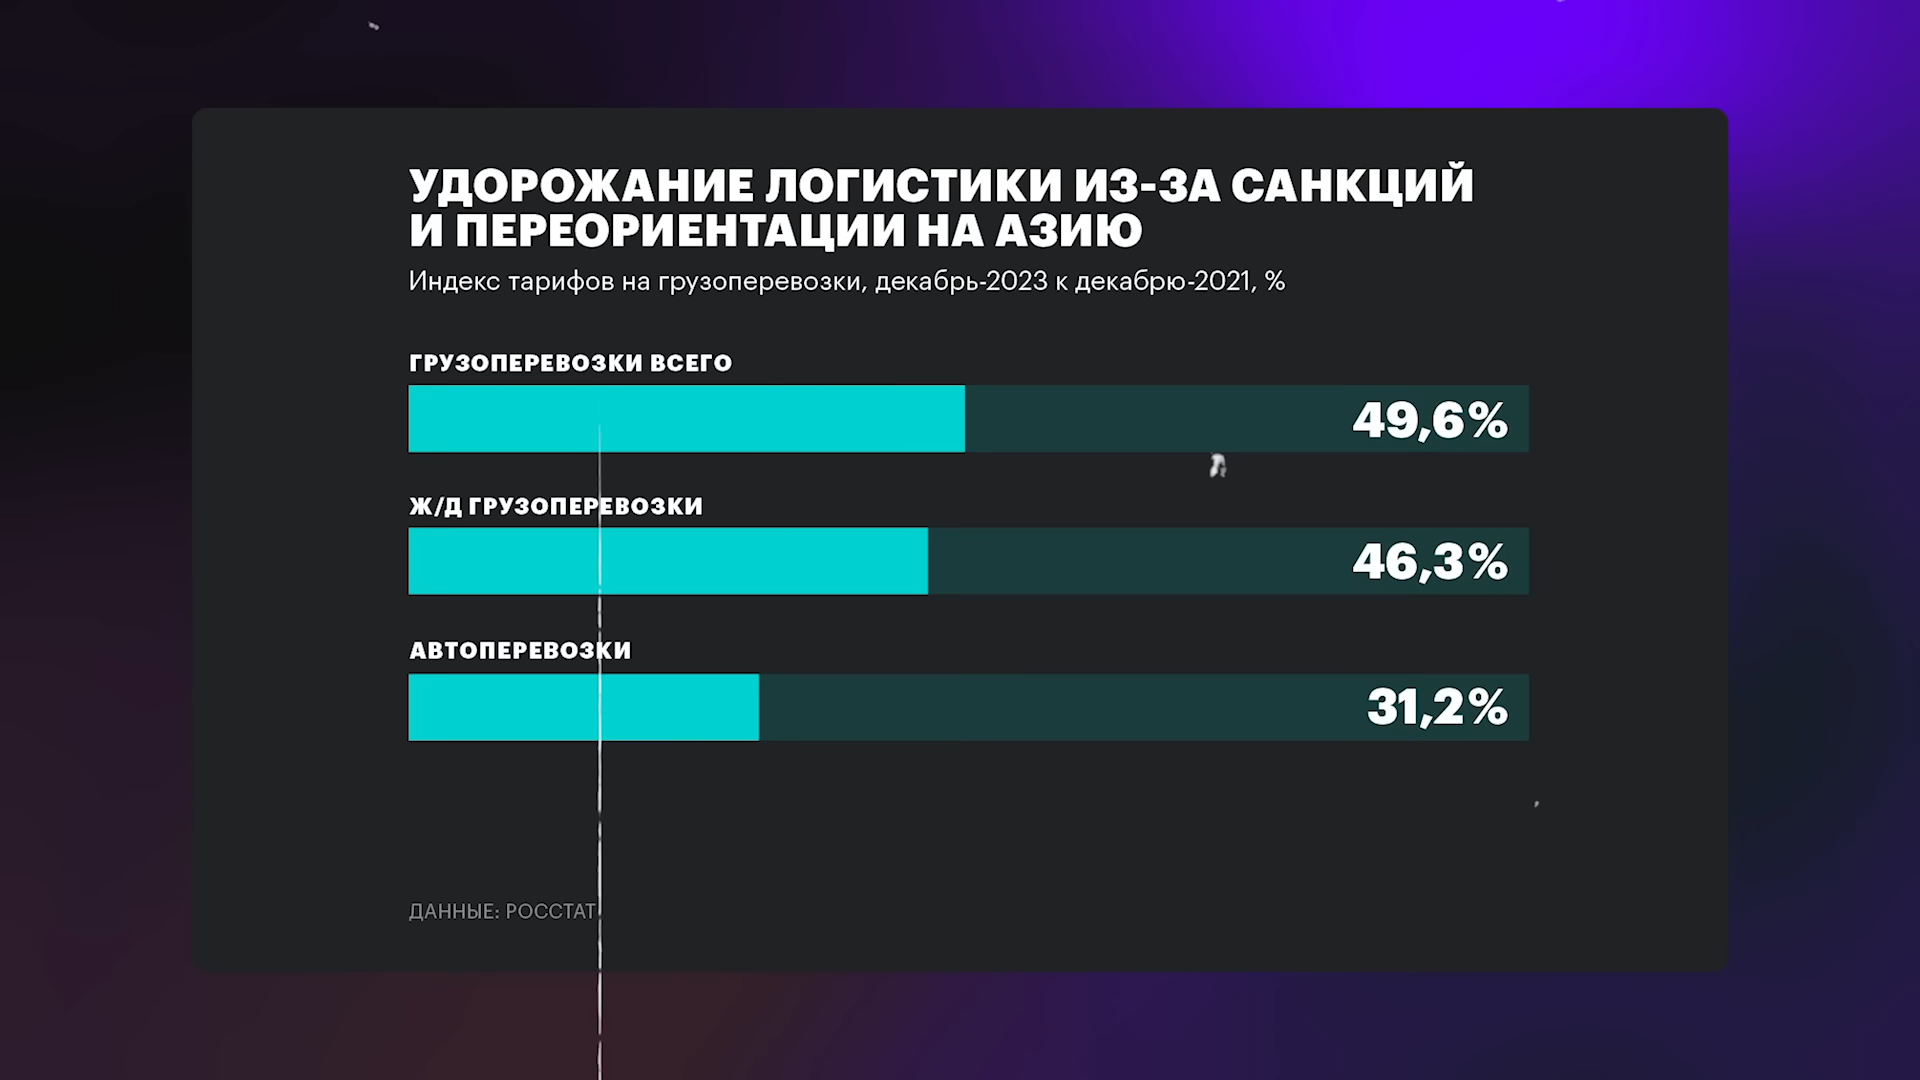 УДОРОЖАНИЕ ЛОГИСТИКИ ИЗ-ЗА САНКЦИЙ
И ПЕРЕОРИЕНТАЦИИ НА АЗИЮ
Индекс тарифов на грузоперевозки, декабрь-2023 к декабрю-2021, %
ГРУЗОПЕРЕВОЗКИ ВСЕГО
49,6%
Ж/Д ГРУЗОПЕРЕВОЗКИ
46,3%
АВТОПЕРЕВОЗКИ
31,2%
ДАННЫЕ: РОССТАТ